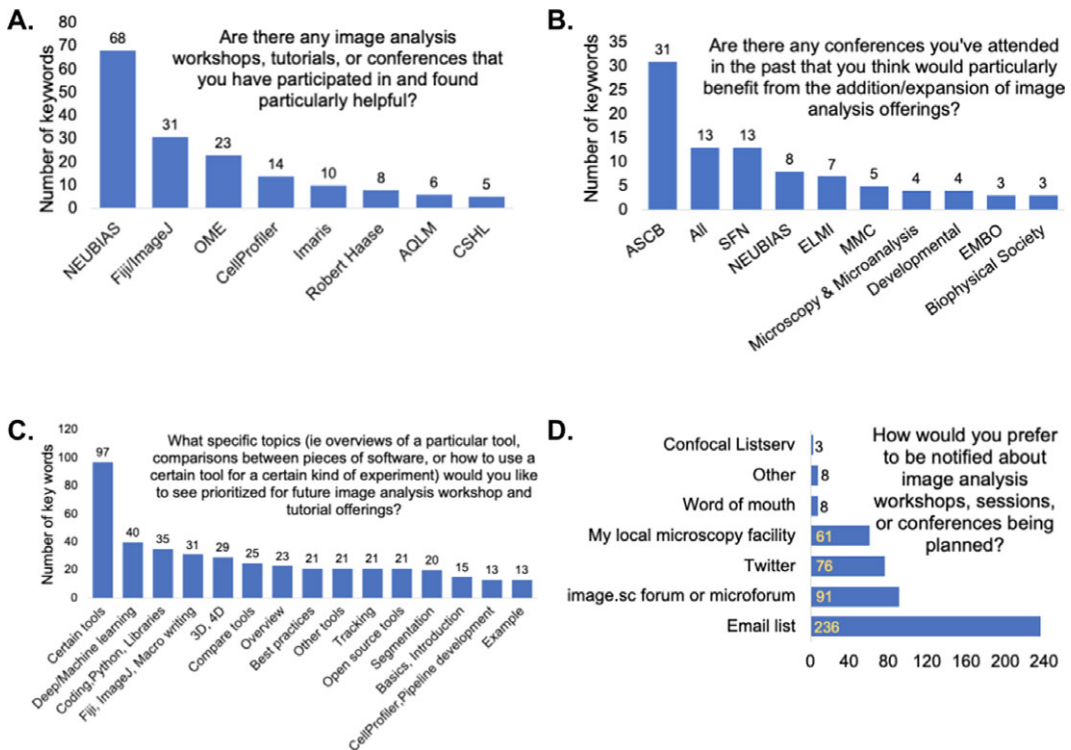 A.
Number of keywords
80
70
60
50
40
30
20
10
0
Are there any image analysis
workshops, tutorials, or conferences that
you have participated in and found
particularly helpful?
68
31
23
14
10
8
6
5
NEUBIAS
Fiji/ImageJ
OME
CellProfiler
Imaris
Robert Haase
AQLM
CSHL
B.
Number of keywords
35
30
25
20
15
10
5
0
Are there any conferences you've attended
in the past that you think would particularly
benefit from the addition/expansion of image
analysis offerings?
31
13
13
8
7
5
4
4
3
3
ASCB
All
SFN
NEUBIAS
ELMI
MMC
Microscopy & Microanalysis
Developmental
EMBO
Biophysical Society
C.
Number of key words
120
100
80
60
40
20
0
What specific topics (ie overviews of a particular tool,
comparisons between pieces of software, or how to use a
certain tool for a certain kind of experiment) would you like
to see prioritized for future image analysis workshop and
tutorial offerings?
97
40
35
31
29
25
23
21
21
21
21
20
15
13
13
Certain tools
Deep/Machine learning
Coding,Python, Libraries
Fiji, ImageJ, Macro writing
3D, 4D
Compare tools
Overview
Best practices
Other tools
Tracking
Open source tools
Segmentation
Basics, Introduction
CellProfiler,Pipeline development
Example
D.
How would you prefer
to be notified about
image analysis
workshops, sessions,
or conferences being
planned?
Confocal Listserv 3
Other 8
Word of mouth 8
My local microscopy facility 61
Twitter 76
image.sc forum or microforum 91
Email list 236
0 40 80 120 160 200 240